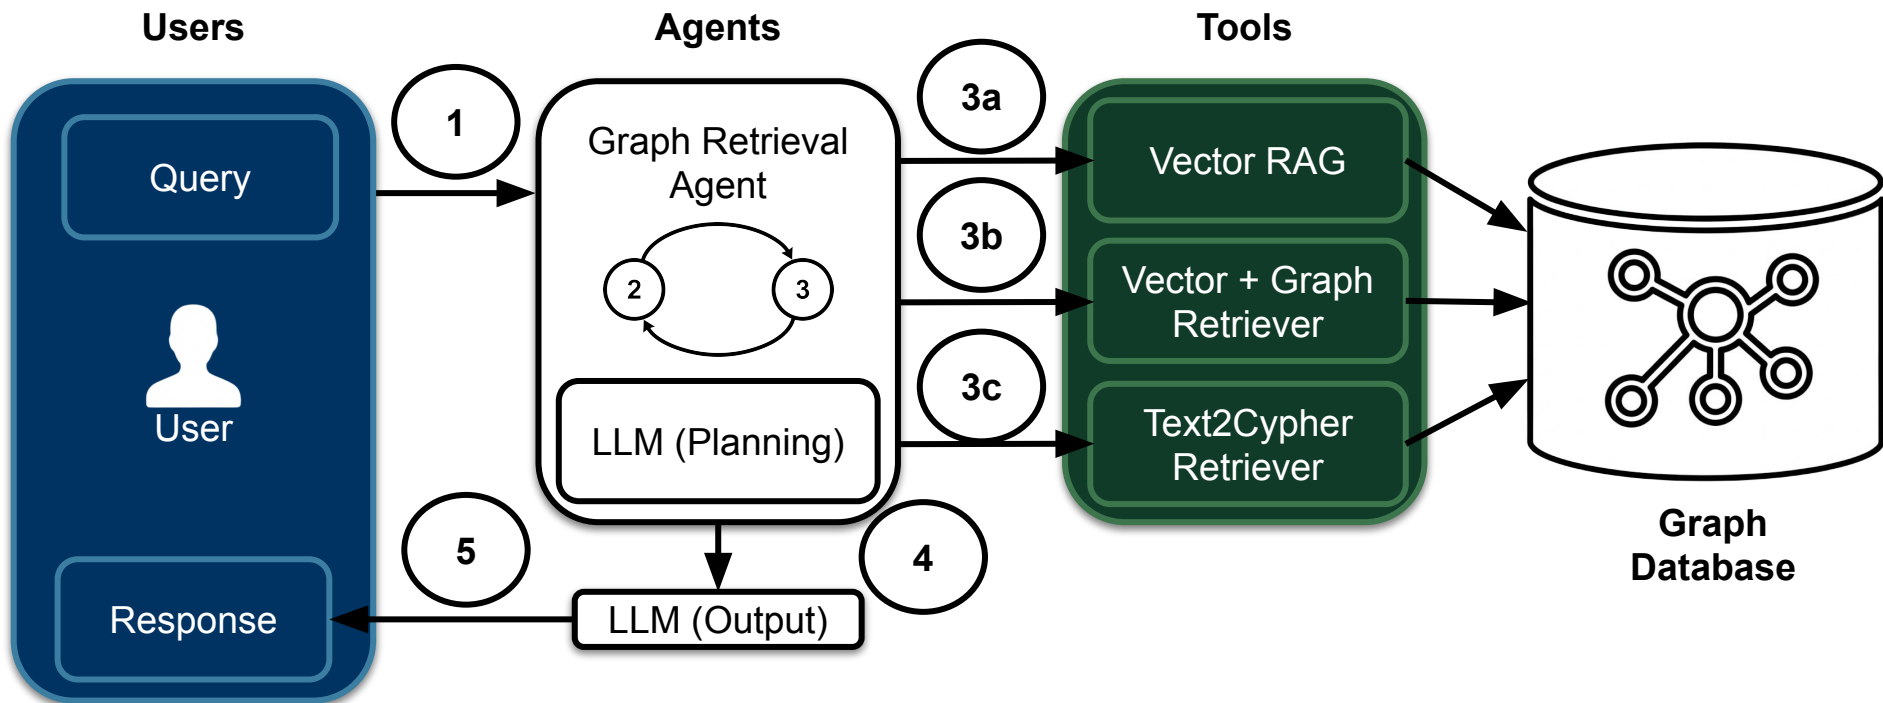 Users
Agents
Tools
Query
User
Response
1
Graph Retrieval
Agent
2
3
LLM (Planning)
3a
3b
3c
Vector RAG
Vector + Graph
Retriever
Text2Cypher
Retriever
Graph
Database
4
LLM (Output)
5